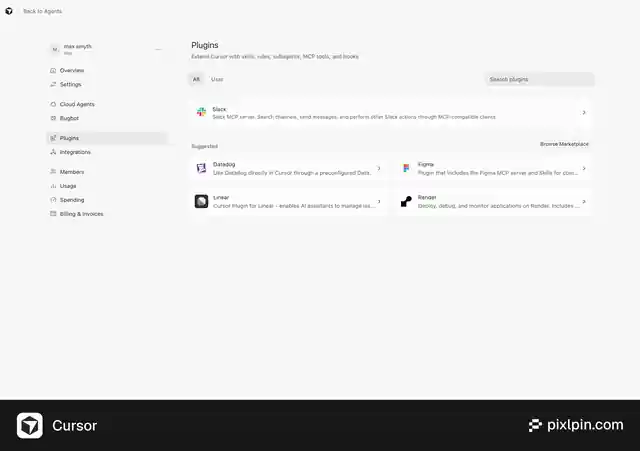 Back to Agents
max smyth
Plugins
Extend Cursor with skills, rules, subagents, MCP tools, and hooks
Overview
Settings
All
User
Search plugins
Cloud Agents
Bugbot
Slack
Slack MCP server. Search channels, send messages, and perform other Slack actions through MCP-compatible clients
Plugins
Integrations
Suggested
Browse Marketplace
Members
Usage
Spending
Billing & Invoices
Datadog
Use Datadog directly in Cursor through a preconfigured Data...
Figma
Plugin that includes the Figma MCP server and Skills for
Linear
Cursor Plugin for Linear – enables AI assistants to manage iss...
Render
Deploy, debug, and monitor applications on Render. Includes ...
Cursor
pixlpin.com